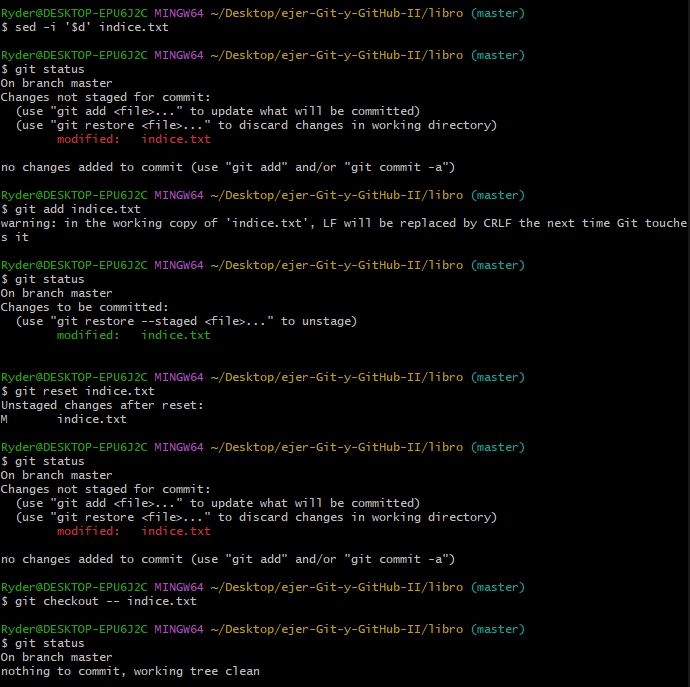 Ryder@DESKTOP-EPU6J2C MINGW64 ~/Desktop/ejer-Git-y-GitHub-II/libro (master)
$ sed -i '$d' indice.txt
Ryder@DESKTOP-EPU6J2C MINGW64 ~/Desktop/ejer-Git-y-GitHub-II/libro (master)
$ git status
On branch master
Changes not staged for commit:
  (use "git add <file>..." to update what will be committed)
  (use "git restore <file>..." to discard changes in working directory)
        modified:   indice.txt
no changes added to commit (use "git add" and/or "git commit -a")
Ryder@DESKTOP-EPU6J2C MINGW64 ~/Desktop/ejer-Git-y-GitHub-II/libro (master)
$ git add indice.txt
warning: in the working copy of 'indice.txt', LF will be replaced by CRLF the next time Git touche
s it
Ryder@DESKTOP-EPU6J2C MINGW64 ~/Desktop/ejer-Git-y-GitHub-II/libro (master)
$ git status
On branch master
Changes to be committed:
  (use "git restore --staged <file>..." to unstage)
        modified:   indice.txt
Ryder@DESKTOP-EPU6J2C MINGW64 ~/Desktop/ejer-Git-y-GitHub-II/libro (master)
$ git reset indice.txt
Unstaged changes after reset:
M       indice.txt
Ryder@DESKTOP-EPU6J2C MINGW64 ~/Desktop/ejer-Git-y-GitHub-II/libro (master)
$ git status
On branch master
Changes not staged for commit:
  (use "git add <file>..." to update what will be committed)
  (use "git restore <file>..." to discard changes in working directory)
        modified:   indice.txt
no changes added to commit (use "git add" and/or "git commit -a")
Ryder@DESKTOP-EPU6J2C MINGW64 ~/Desktop/ejer-Git-y-GitHub-II/libro (master)
$ git checkout -- indice.txt
Ryder@DESKTOP-EPU6J2C MINGW64 ~/Desktop/ejer-Git-y-GitHub-II/libro (master)
$ git status
On branch master
nothing to commit, working tree clean